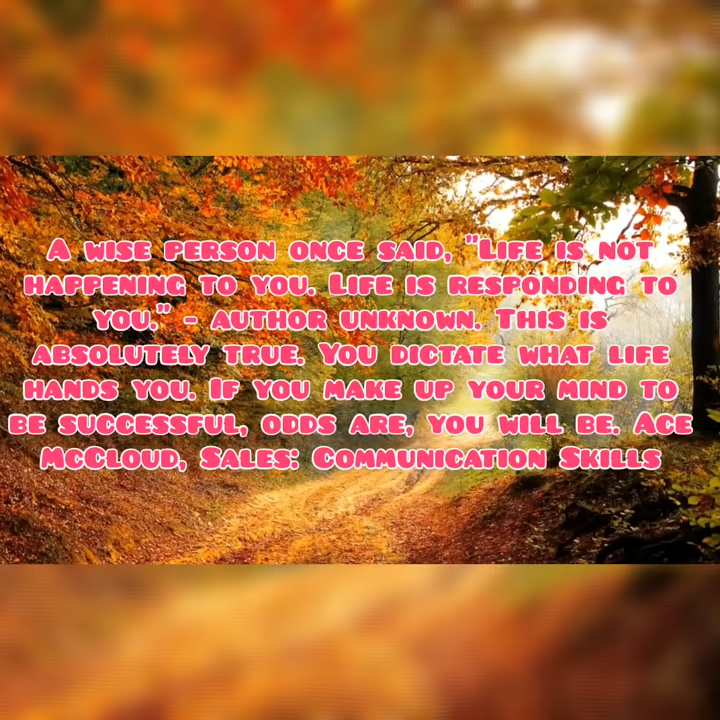 A wise person once said, "Life is not
happening to you. Life is responding to
you." - author unknown. This is
absolutely true. You dictate what life
hands you. If you make up your mind to
be successful, odds are, you will be. Ace
McCloud, Sales: Communication Skills